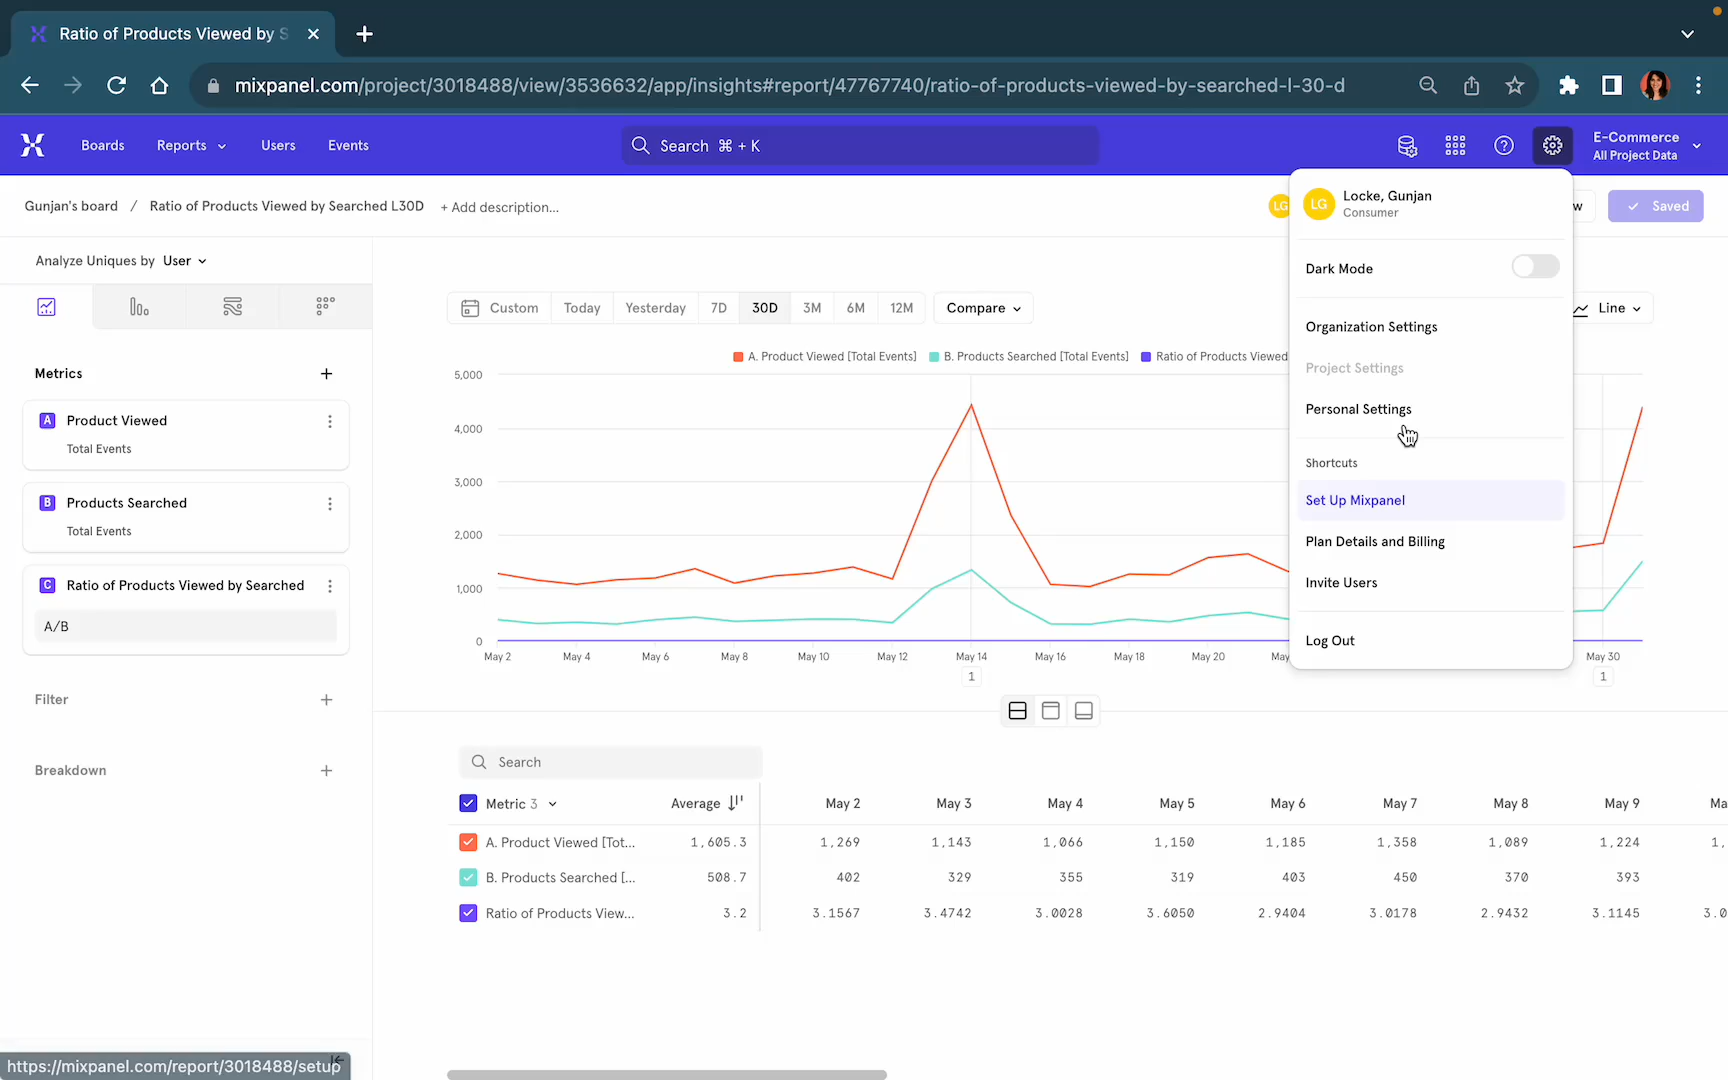 Ratio of Products Viewed by S
mixpanel.com/project/3018488/view/3536632/app/insights#report/47767740/ratio-of-products-viewed-by-searched-l-30-d
Boards Reports Users Events Search ⌘ + K E-Commerce
All Project Data
Gunjan's board / Ratio of Products Viewed by Searched L30D + Add description... LG w Saved
LG Locke, Gunjan
Consumer
Dark Mode
Organization Settings
Project Settings
Personal Settings
Shortcuts
Set Up Mixpanel
Plan Details and Billing
Invite Users
Log Out
Analyze Uniques by User
Metrics
A Product Viewed
Total Events
B Products Searched
Total Events
C Ratio of Products Viewed by Searched
A/B
Filter
Breakdown
Custom Today Yesterday 7D 30D 3M 6M 12M Compare Line
A. Product Viewed [Total Events] B. Products Searched [Total Events] Ratio of Products Viewed
5,000
4,000
3,000
2,000
1,000
0
May 2 May 4 May 6 May 8 May 10 May 12 May 14 May 16 May 18 May 20 May May 30
1 1
Search
Metric 3 Average May 2 May 3 May 4 May 5 May 6 May 7 May 8 May 9 Ma
A. Product Viewed [Tot... 1,605.3 1,269 1,143 1,066 1,150 1,185 1,358 1,089 1,224 1,
B. Products Searched [... 508.7 402 329 355 319 403 450 370 393
Ratio of Products View... 3.2 3.1567 3.4742 3.0028 3.6050 2.9404 3.0178 2.9432 3.1145 3.0
https://mixpanel.com/report/3018488/setup